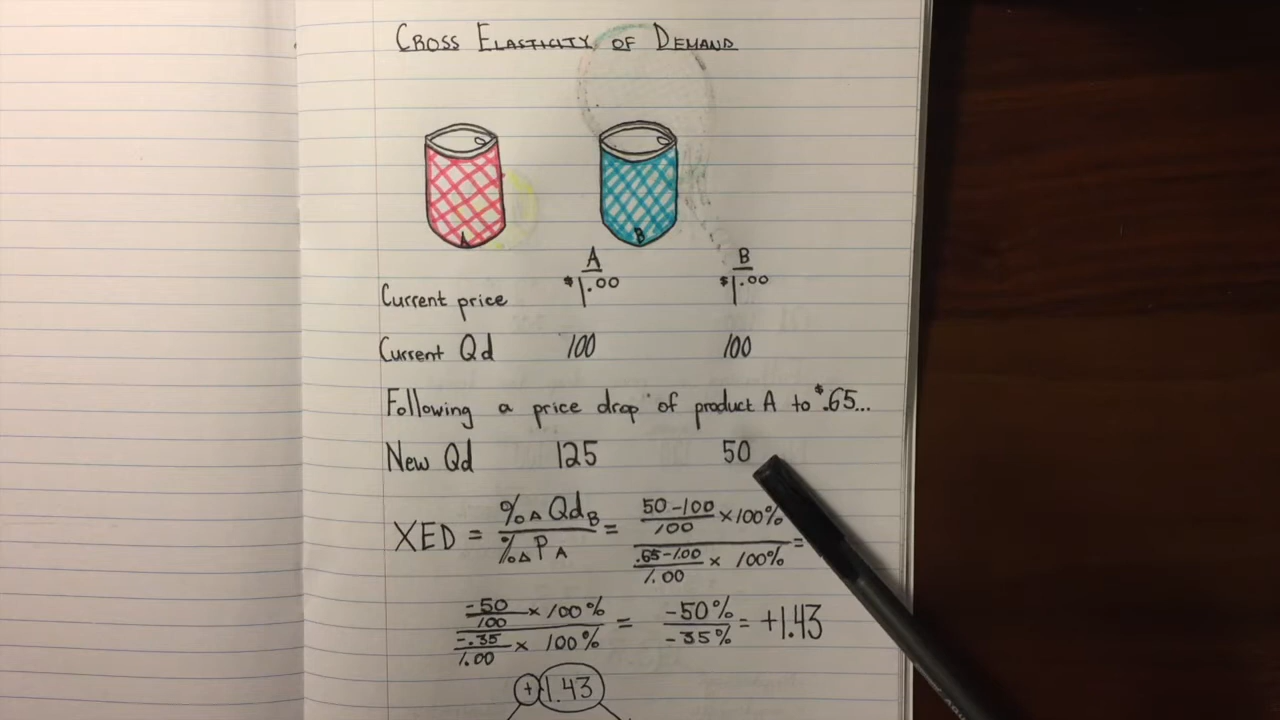 CROSS ELASTICITY OF DEMAND
A B
A B
Current price $1.00 $1.00
Current Qd 100 100
Following a price drop of product A to $.65...
New Qd 125 50
XED = %Δ QdB / %Δ PA = (50-100 / 100 × 100%) / (.65-1.00 / 1.00 × 100%) =
(-50 / 100 × 100%) / (-.35 / 1.00 × 100%) = -50% / -35% = +1.43
+1.43